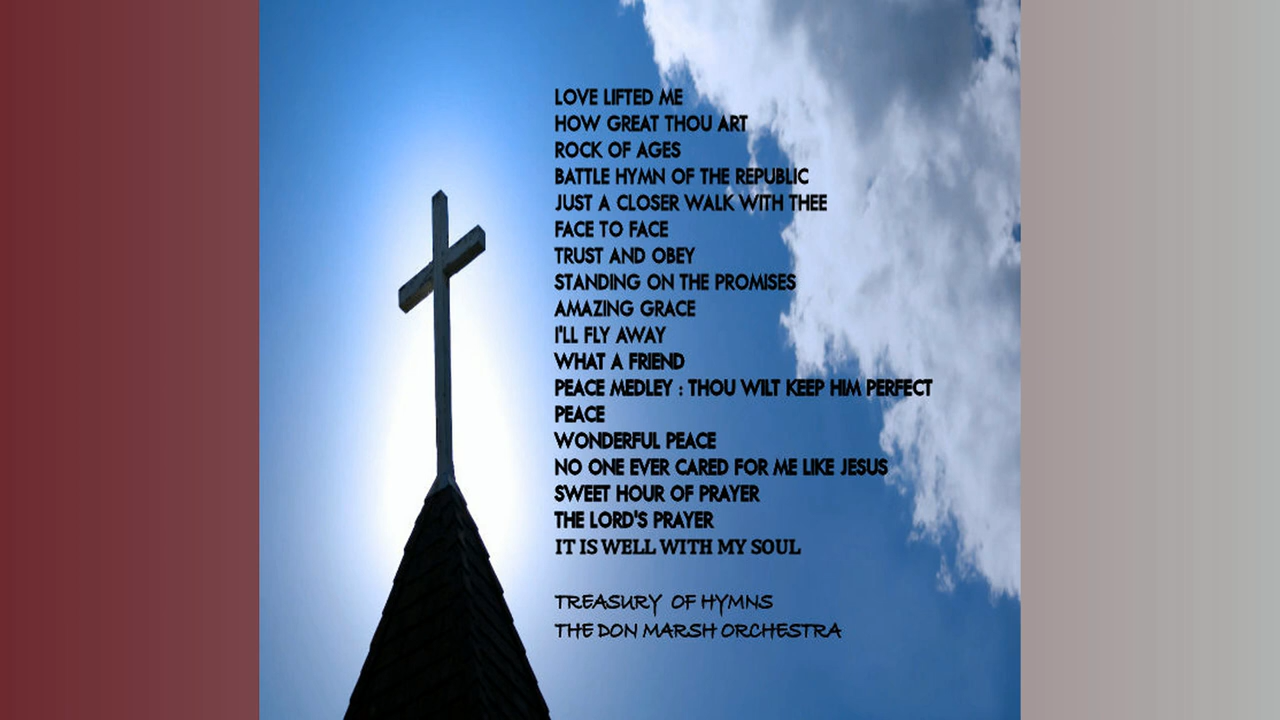 LOVE LIFTED ME
HOW GREAT THOU ART
ROCK OF AGES
BATTLE HYMN OF THE REPUBLIC
JUST A CLOSER WALK WITH THEE
FACE TO FACE
TRUST AND OBEY
STANDING ON THE PROMISES
AMAZING GRACE
I'LL FLY AWAY
WHAT A FRIEND
PEACE MEDLEY : THOU WILT KEEP HIM PERFECT
PEACE
WONDERFUL PEACE
NO ONE EVER CARED FOR ME LIKE JESUS
SWEET HOUR OF PRAYER
THE LORD'S PRAYER
IT IS WELL WITH MY SOUL
TREASURY OF HYMNS
THE DON MARSH ORCHESTRA